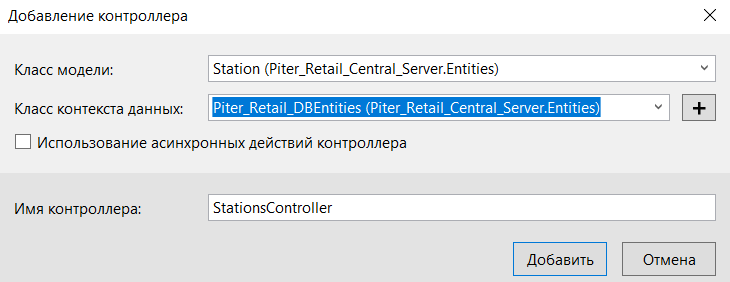 Добавление контроллера
Класс модели: Station (Piter_Retail_Central_Server.Entities)
Класс контекста данных: Piter_Retail_DBEntities (Piter_Retail_Central_Server.Entities)
Использование асинхронных действий контроллера
Имя контроллера: StationsController
Добавить Отмена